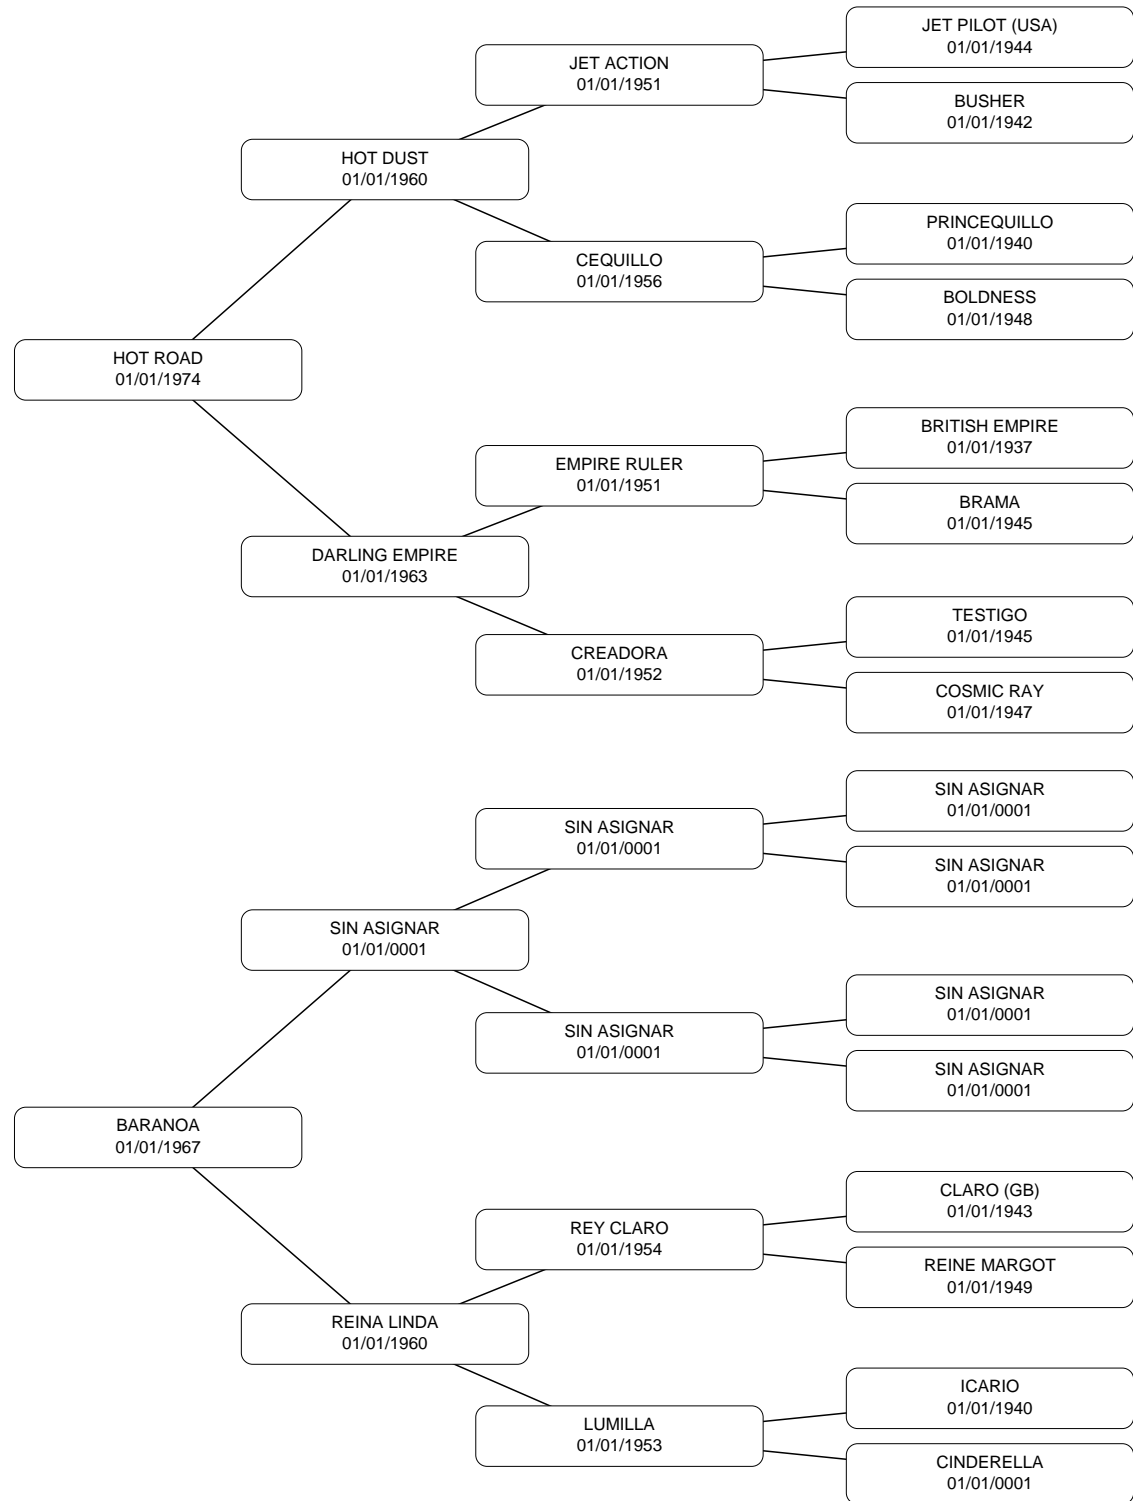 JET PILOT (USA)
01/01/1944
JET ACTION
01/01/1951
BUSHER
01/01/1942
HOT DUST
01/01/1960
PRINCEQUILLO
01/01/1940
CEQUILLO
01/01/1956
BOLDNESS
01/01/1948
HOT ROAD
01/01/1974
BRITISH EMPIRE
01/01/1937
EMPIRE RULER
01/01/1951
BRAMA
01/01/1945
DARLING EMPIRE
01/01/1963
TESTIGO
01/01/1945
CREADORA
01/01/1952
COSMIC RAY
01/01/1947
SIN ASIGNAR
01/01/0001
SIN ASIGNAR
01/01/0001
SIN ASIGNAR
01/01/0001
SIN ASIGNAR
01/01/0001
SIN ASIGNAR
01/01/0001
SIN ASIGNAR
01/01/0001
SIN ASIGNAR
01/01/0001
BARANOA
01/01/1967
CLARO (GB)
01/01/1943
REY CLARO
01/01/1954
REINE MARGOT
01/01/1949
REINA LINDA
01/01/1960
ICARIO
01/01/1940
LUMILLA
01/01/1953
CINDERELLA
01/01/0001